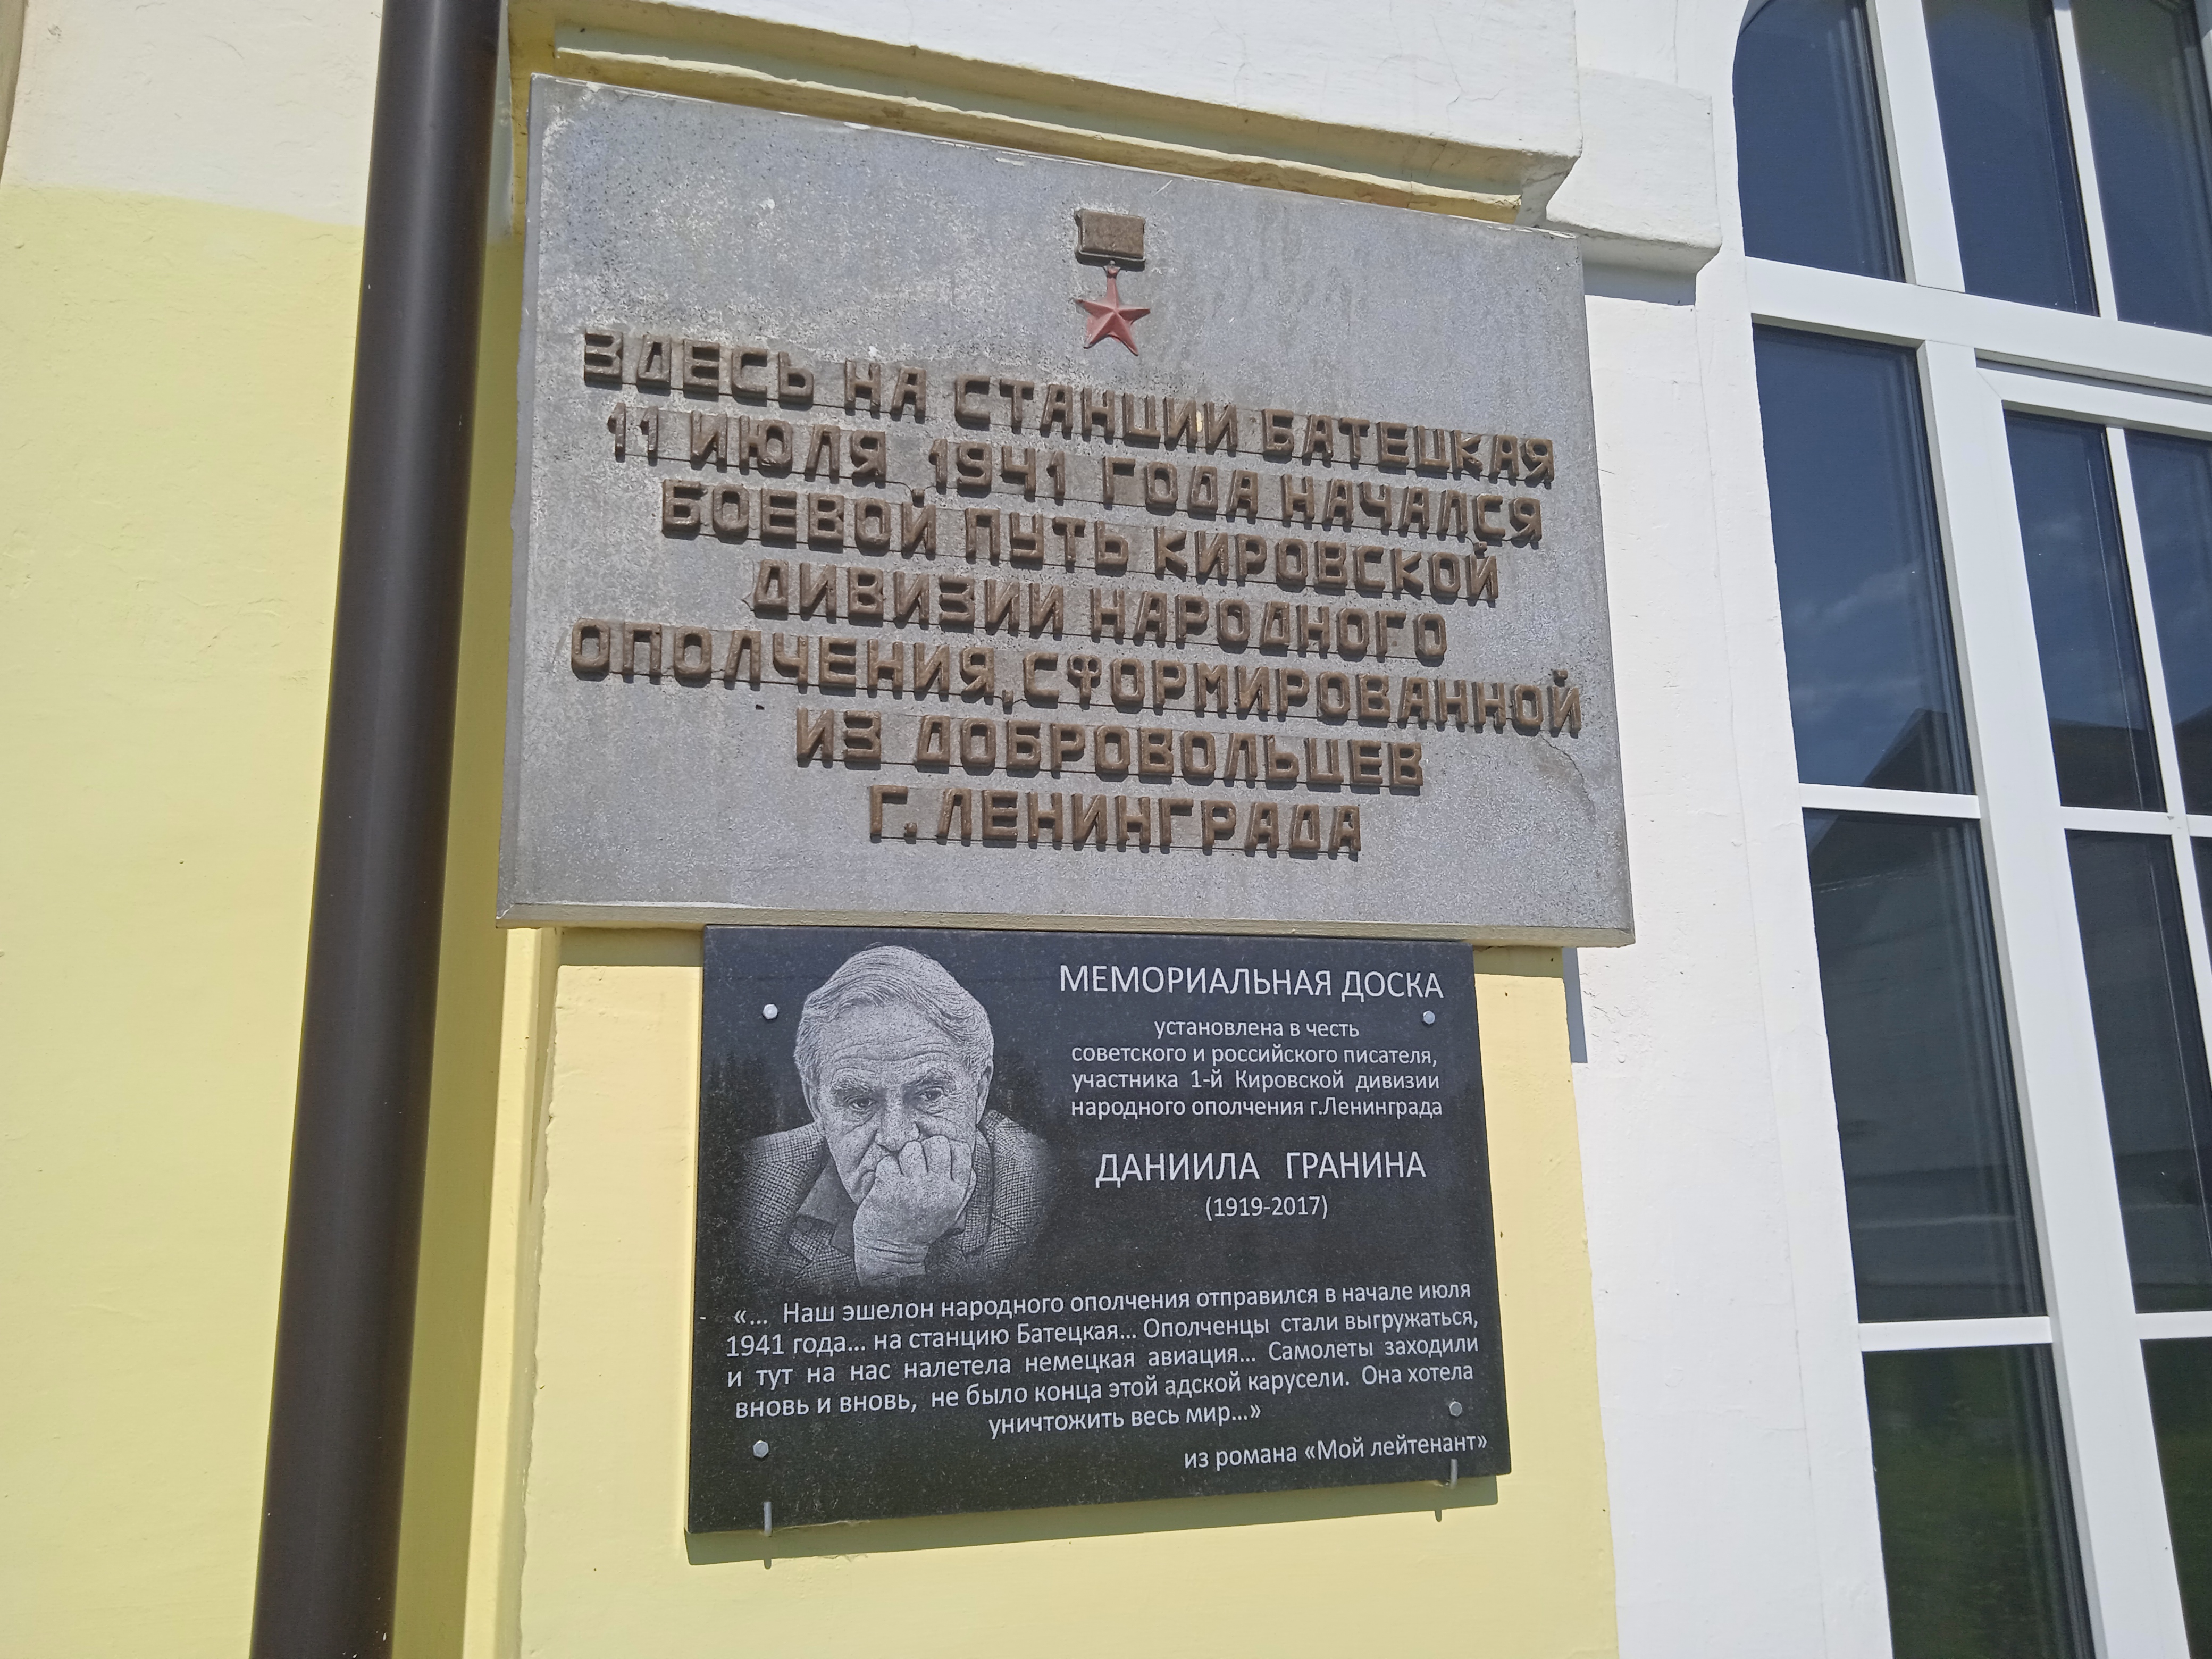 ЗДЕСЬ НА СТАНЦИИ БАТЕЦКАЯ
11 ИЮЛЯ 1941 ГОДА НАЧАЛСЯ
БОЕВОЙ ПУТЬ КИРОВСКОЙ
ДИВИЗИИ НАРОДНОГО
ОПОЛЧЕНИЯ, СФОРМИРОВАННОЙ
ИЗ ДОБРОВОЛЬЦЕВ
Г. ЛЕНИНГРАДА
МЕМОРИАЛЬНАЯ ДОСКА
установлена в честь
советского и российского писателя,
участника 1-й Кировской дивизии
народного ополчения г.Ленинграда
ДАНИИЛА ГРАНИНА
(1919-2017)
«... Наш эшелон народного ополчения отправился в начале июля
1941 года... на станцию Батецкая... Ополченцы стали выгружаться,
и тут на нас налетела немецкая авиация... Самолеты заходили
вновь и вновь, не было конца этой адской карусели. Она хотела
уничтожить весь мир...»
из романа «Мой лейтенант»